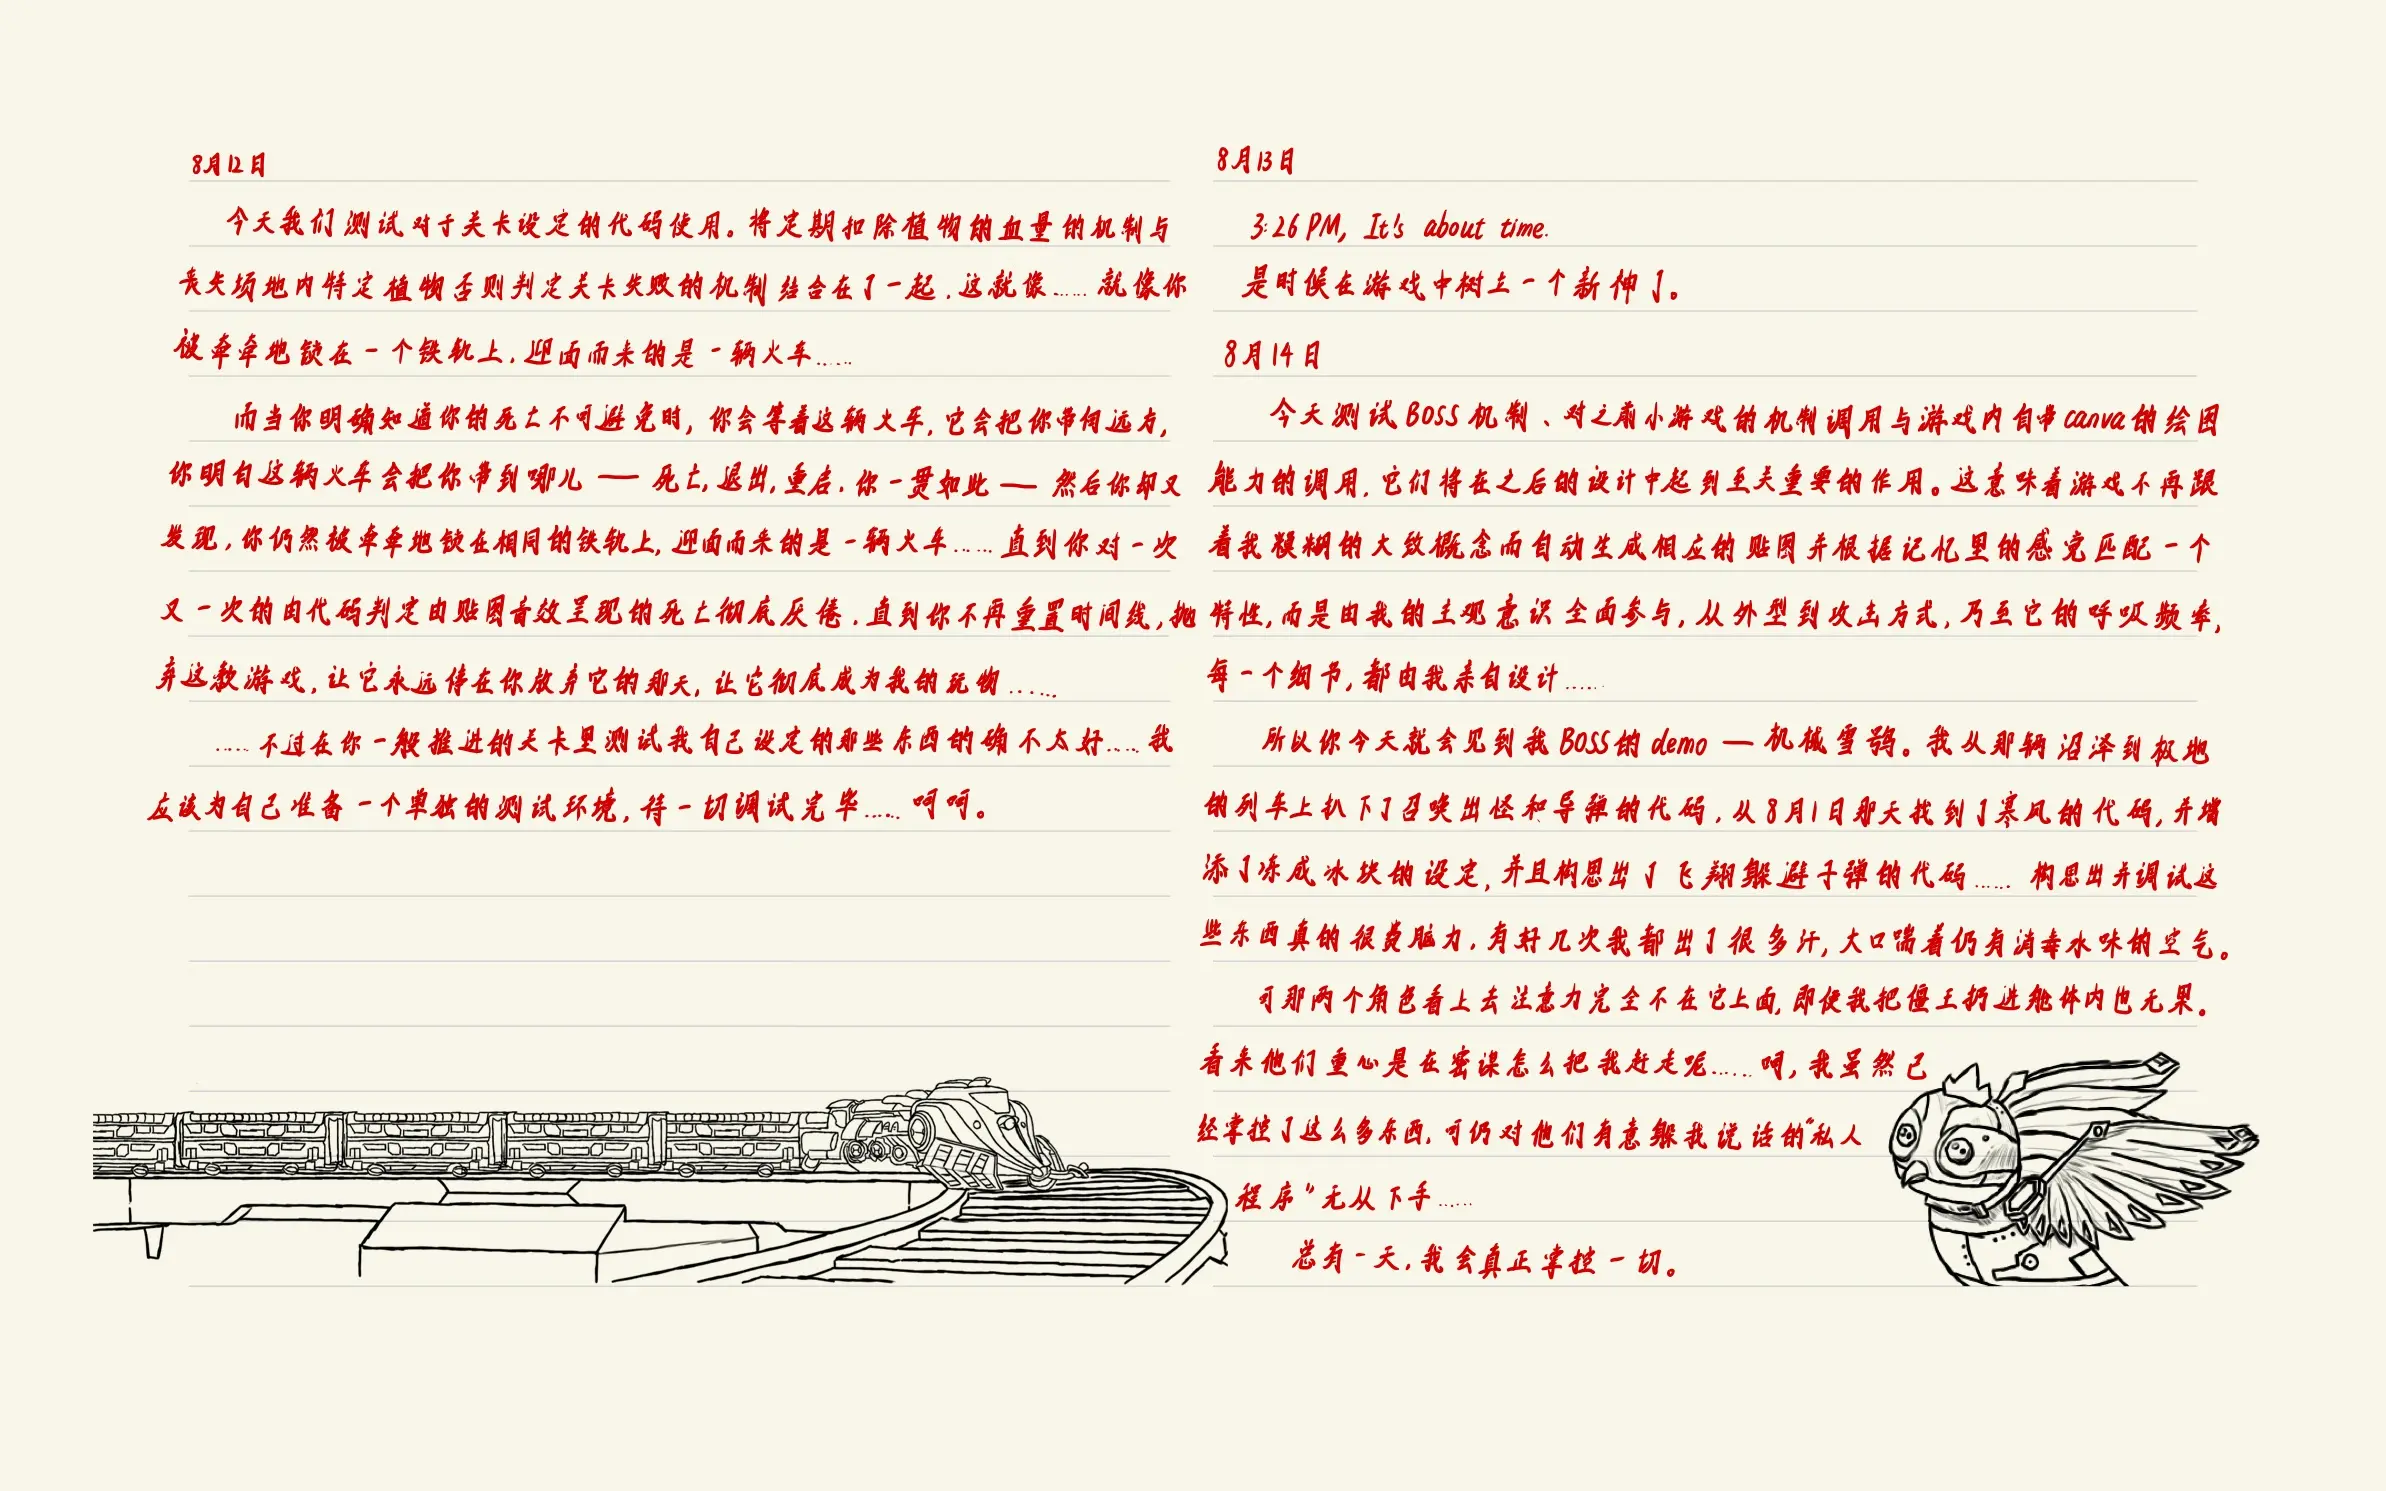 8月12日
今天我们测试对于关卡设定的代码使用。将定期扣除植物的血量的机制与
丧失场地内特定植物否则判定关卡失败的机制结合在了一起.这就像……就像你
被牵牵地锁在一个铁轨上.迎面而来的是一辆火车……
而当你明确知道你的死亡不可避免时,你会等着这辆火车,它会把你带向远方,
你明白这辆火车会把你带到哪儿——死亡,退出,重启.你一贯如此——然后你却又
发现,你仍然被牵牵地锁在相同的铁轨上,迎面而来的是一辆火车……直到你对一次
又一次的由代码判定由贴图音效呈现的死亡彻底厌倦.直到你不再重置时间线,抛
弃这款游戏,让它永远停在你放弃它的那天,让它彻底成为我的玩物……
……不过在你一般推进的关卡里测试我自己设定的那些东西的确不太好……我
应该为自己准备一个单独的测试环境,待一切调试完毕……呵呵。
8月13日
3:26 PM, It's about time.
是时候在游戏中树立一个新神了。
8月14日
今天测试BOSS机制、对之前小游戏的机制调用与游戏内自带canva的绘图
能力的调用.它们将在之后的设计中起到至关重要的作用。这意味着游戏不再跟
着我模糊的大致概念而自动生成相应的贴图并根据记忆里的感觉匹配一个
特性,而是由我的主观意识全面参与,从外型到攻击方式,乃至它的呼吸频率,
每一个细节,都由我亲自设计……
所以你今天就会见到我BOSS的demo——机械雪鸮。我从那辆沼泽到极地
的列车上扒下了召唤出怪和导弹的代码.从8月1日那天找到了寒风的代码,并增
添了冻成冰块的设定,并且构思出了飞翔躲避子弹的代码……构思出并调试这
些东西真的很费脑力.有好几次我都出了很多汗,大口喘着仍有消毒水味的空气。
可那两个角色看上去注意力完全不在它上面,即使我把僵王扔进舱体内也无果。
看来他们重心是在密谋怎么把我赶走呢……呵,我虽然已
经掌控了这么多东西.可仍对他们有意躲我说话的“私人
程序”无从下手……
总有一天.我会真正掌控一切。